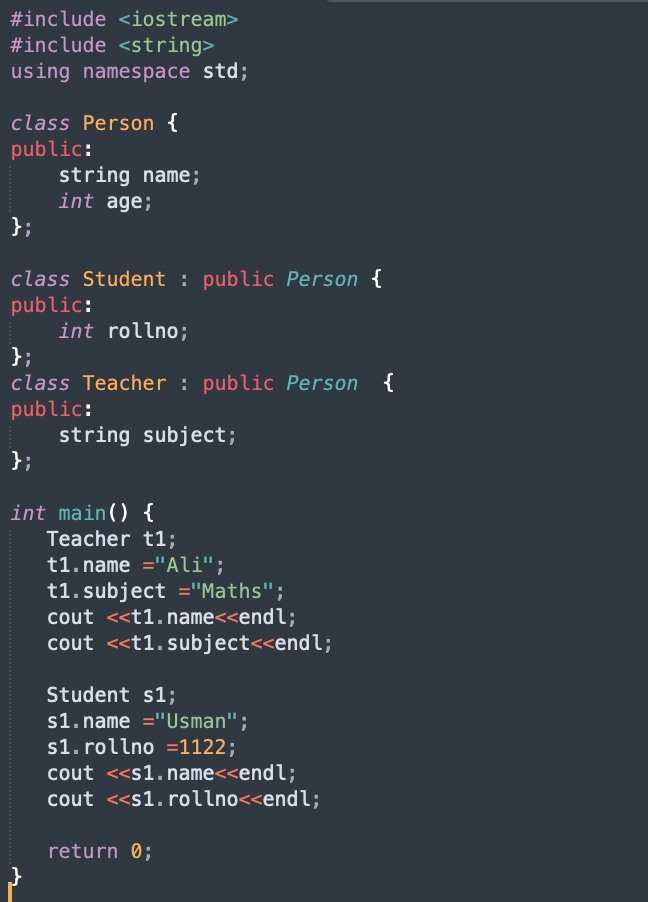 #include <iostream>
#include <string>
using namespace std;

class Person {
public:
    string name;
    int age;
};

class Student : public Person {
public:
    int rollno;
};
class Teacher : public Person  {
public:
    string subject;
};

int main() {
   Teacher t1;
   t1.name ="Ali";
   t1.subject ="Maths";
   cout <<t1.name<<endl;
   cout <<t1.subject<<endl;

   Student s1;
   s1.name ="Usman";
   s1.rollno =1122;
   cout <<s1.name<<endl;
   cout <<s1.rollno<<endl;

   return 0;
}